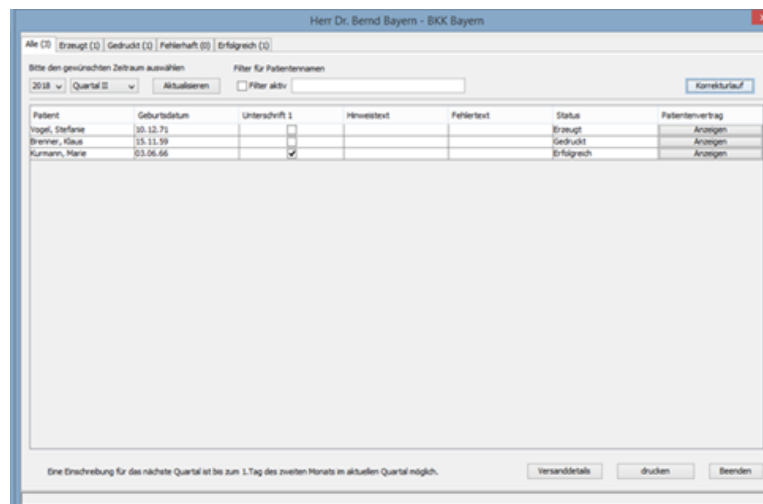 Herr Dr. Bernd Bayern - BKK Bayern
Alle (3) Erzeugt (1) Gedruckt (1) Fehlerhaft (0) Erfolgreich (1)
Bitte den gewünschten Zeitraum auswählen Filter für Patientennamen
2018 Quartal II Aktualisieren Filter aktiv Korrekturlauf
Patient Geburtsdatum Unterschrift 1 Hinweistext Fehlertext Status Patientenvertrag
Vogel, Stefanie 10.12.71 Erzeugt Anzeigen
Brenner, Klaus 15.11.59 Gedruckt Anzeigen
Kurmann, Marie 03.06.66 Erfolgreich Anzeigen
Eine Einschreibung für das nächste Quartal ist bis zum 1.Tag des zweiten Monats im aktuellen Quartal möglich. Versanddetails drucken Beenden